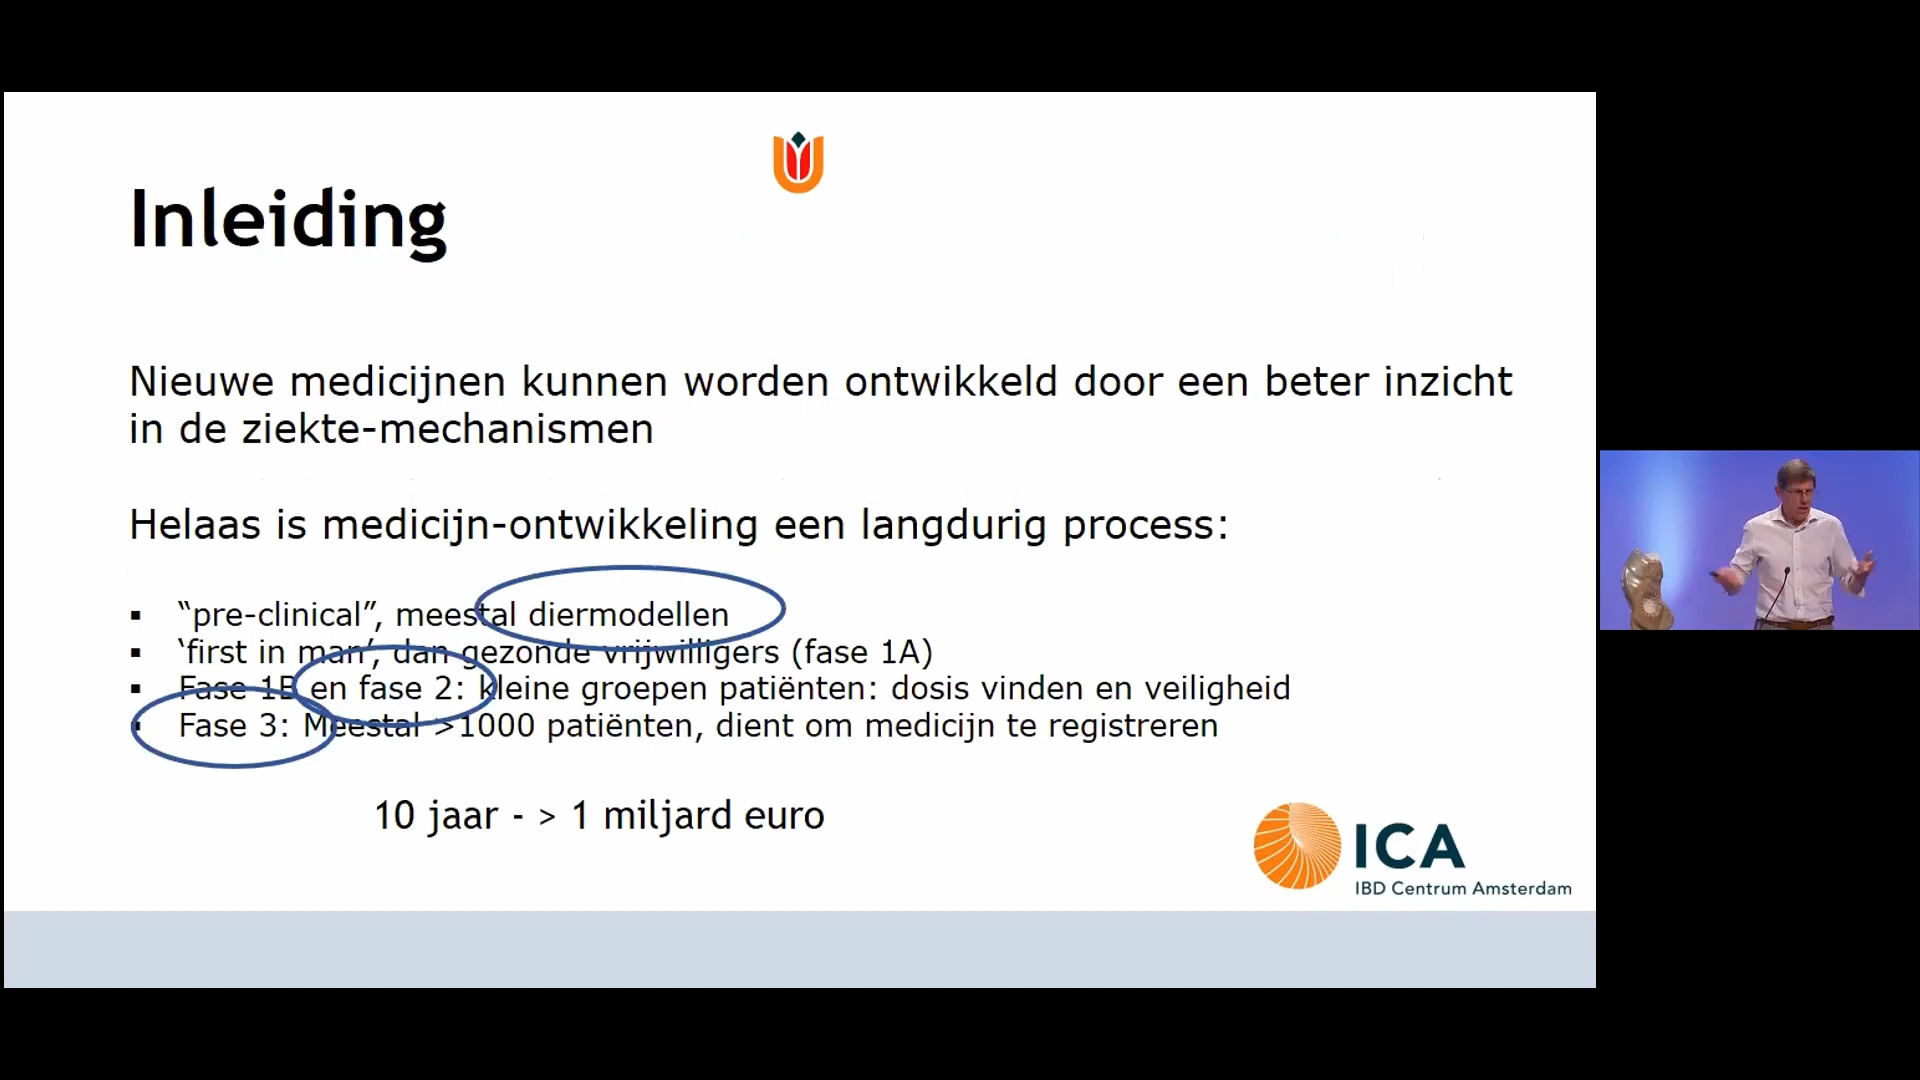 Inleiding
Nieuwe medicijnen kunnen worden ontwikkeld door een beter inzicht
in de ziekte-mechanismen
Helaas is medicijn-ontwikkeling een langdurig process:
▪ “pre-clinical”, meestal diermodellen
▪ ‘first in man’, dan gezonde vrijwilligers (fase 1A)
▪ Fase 1B en fase 2: kleine groepen patiënten: dosis vinden en veiligheid
▪ Fase 3: Meestal >1000 patiënten, dient om medicijn te registreren
10 jaar - > 1 miljard euro
ICA
IBD Centrum Amsterdam